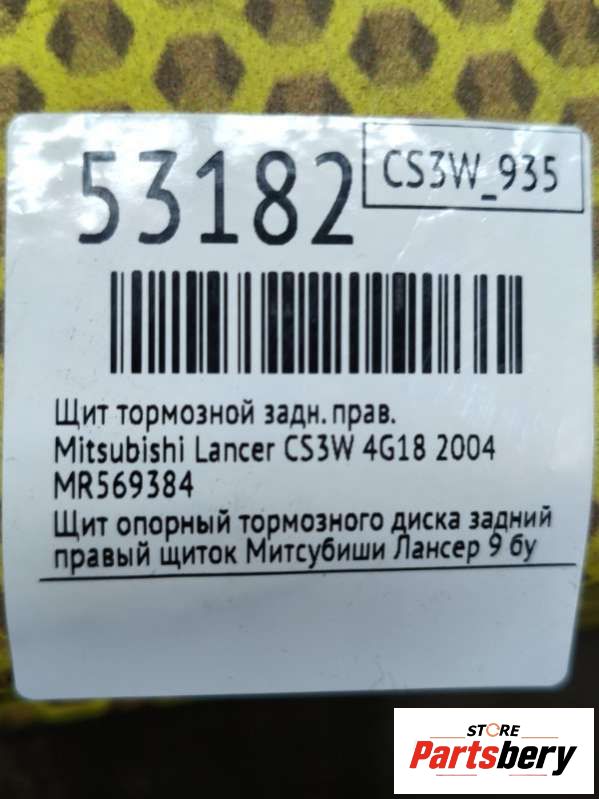 53182
CS3W_935
Щит тормозной задн. прав.
Mitsubishi Lancer CS3W 4G18 2004
MR569384
Щит опорный тормозного диска задний
правый щиток Митсубиши Лансер 9 бу
STORE
Partsbery